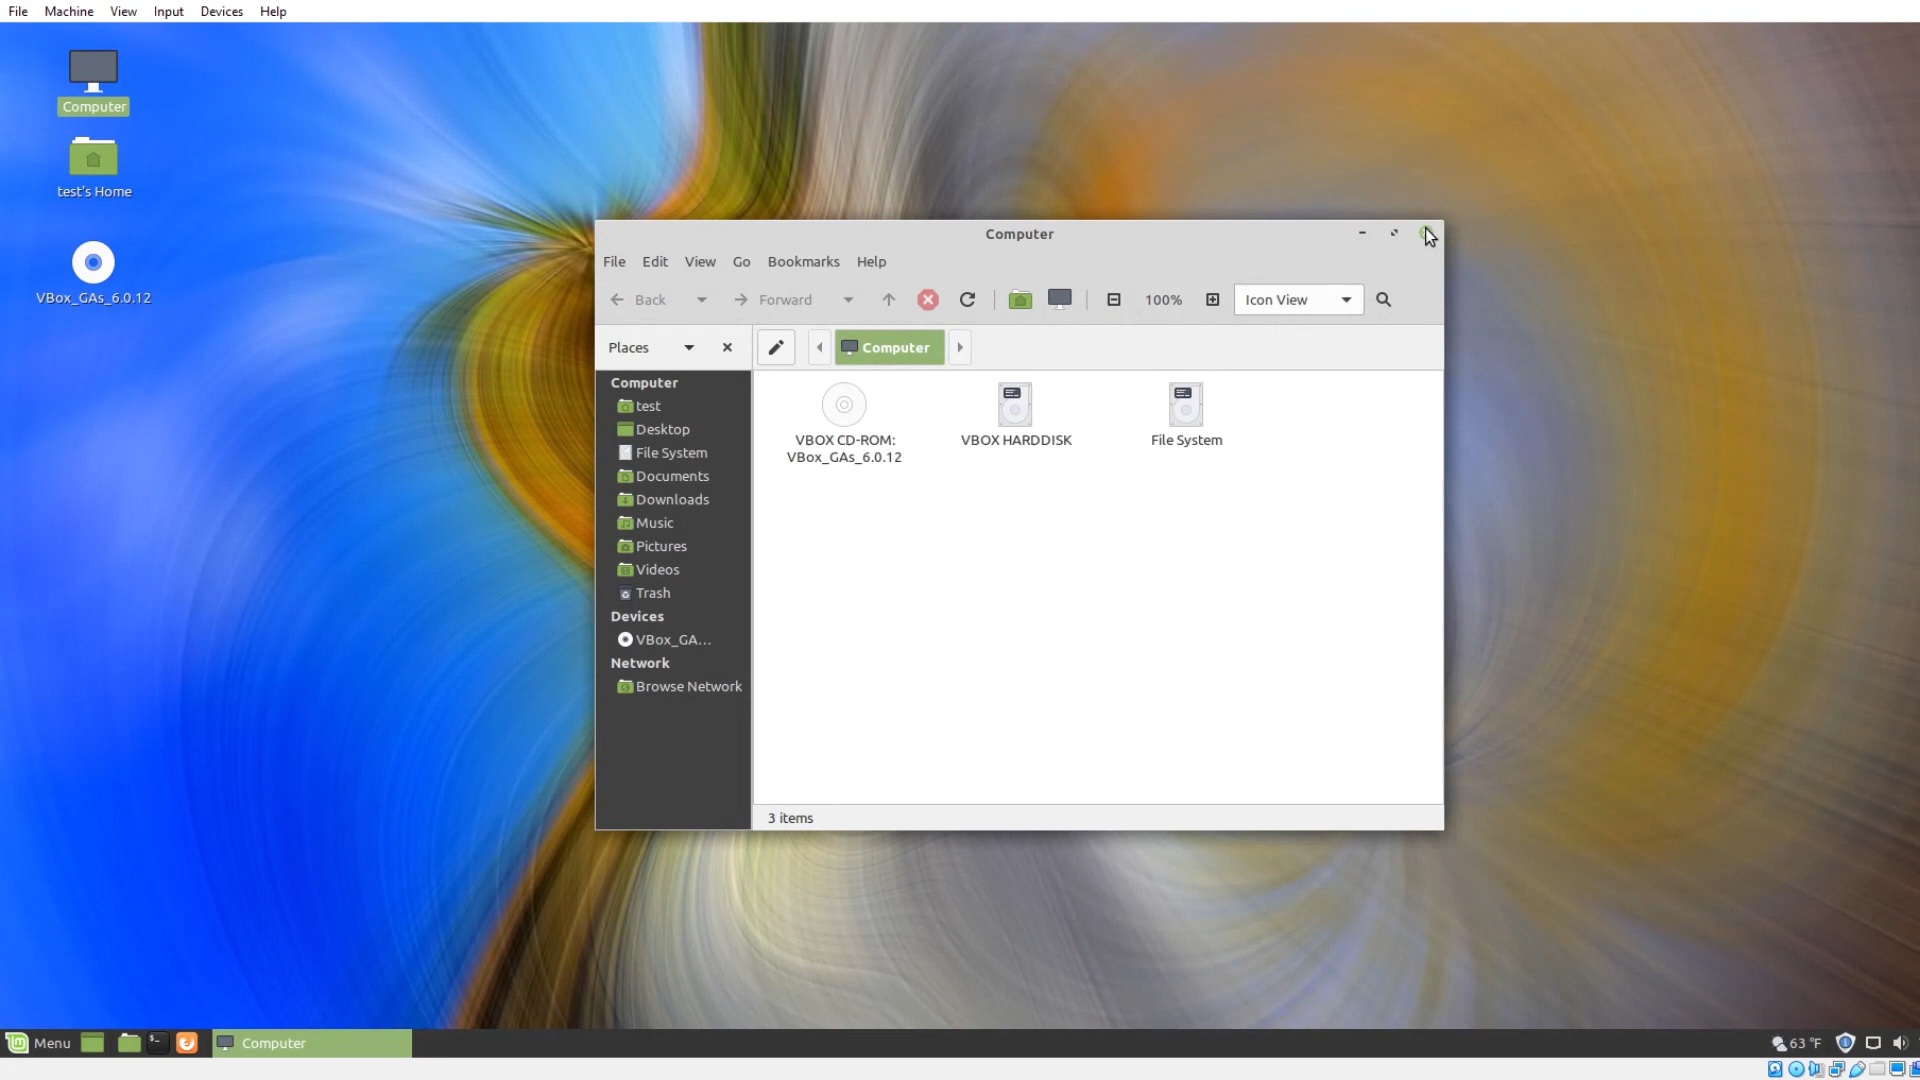 File Machine View Input Devices Help
Computer
test's Home
VBox_GAs_6.0.12
Computer
File Edit View Go Bookmarks Help
Back Forward 100% Icon View
Places Computer
Computer
test
Desktop
File System
Documents
Downloads
Music
Pictures
Videos
Trash
Devices
VBox_GA...
Network
Browse Network
VBOX CD-ROM:
VBox_GAs_6.0.12
VBOX HARDDISK
File System
3 items
Menu Computer 63 °F